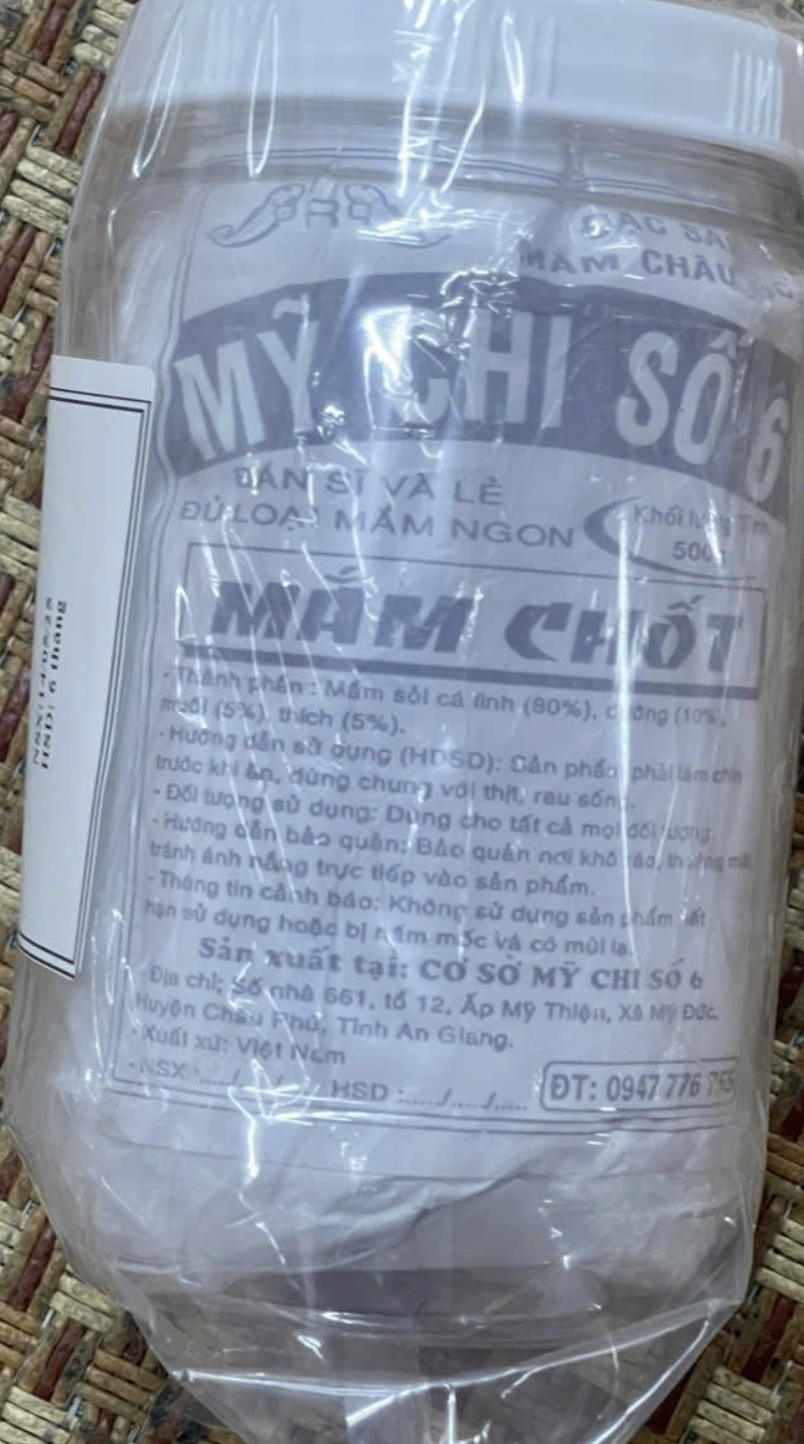 MẮM CHÂU
MỸ CHI SỐ 6
BÁN SĨ VÀ LẺ
ĐỦ LOẠI MẮM NGON
Khối
500
MẮM CHỐT
- Thành phần : Mắm sỏi cá linh (80%), (10%),
muối (5%), thích (5%).
- Hướng dẫn sử dụng (HDSD): Sản phẩm phải làm chín
trước khi ăn, dùng chung với thịt, rau sống.
- Đối tượng sử dụng: Dùng cho tất cả mọi đối tượng.
- Hướng dẫn bảo quản: Bảo quản nơi khô ráo, thoáng mát
tránh ánh nắng trực tiếp vào sản phẩm.
- Thông tin cảnh báo: Không sử dụng sản phẩm hết
hạn sử dụng hoặc bị nấm mốc và có mùi lạ.
Sản xuất tại: CƠ SỞ MỸ CHI SỐ 6
- Địa chỉ: Số nhà 661, tổ 12, Ấp Mỹ Thiện, Xã Mỹ Đức,
Huyện Châu Phú, Tỉnh An Giang.
- Xuất xứ: Việt Nam
- NSX :..../..../.... HSD :..../..../....
ĐT: 0947 776
HSD: 6 tháng